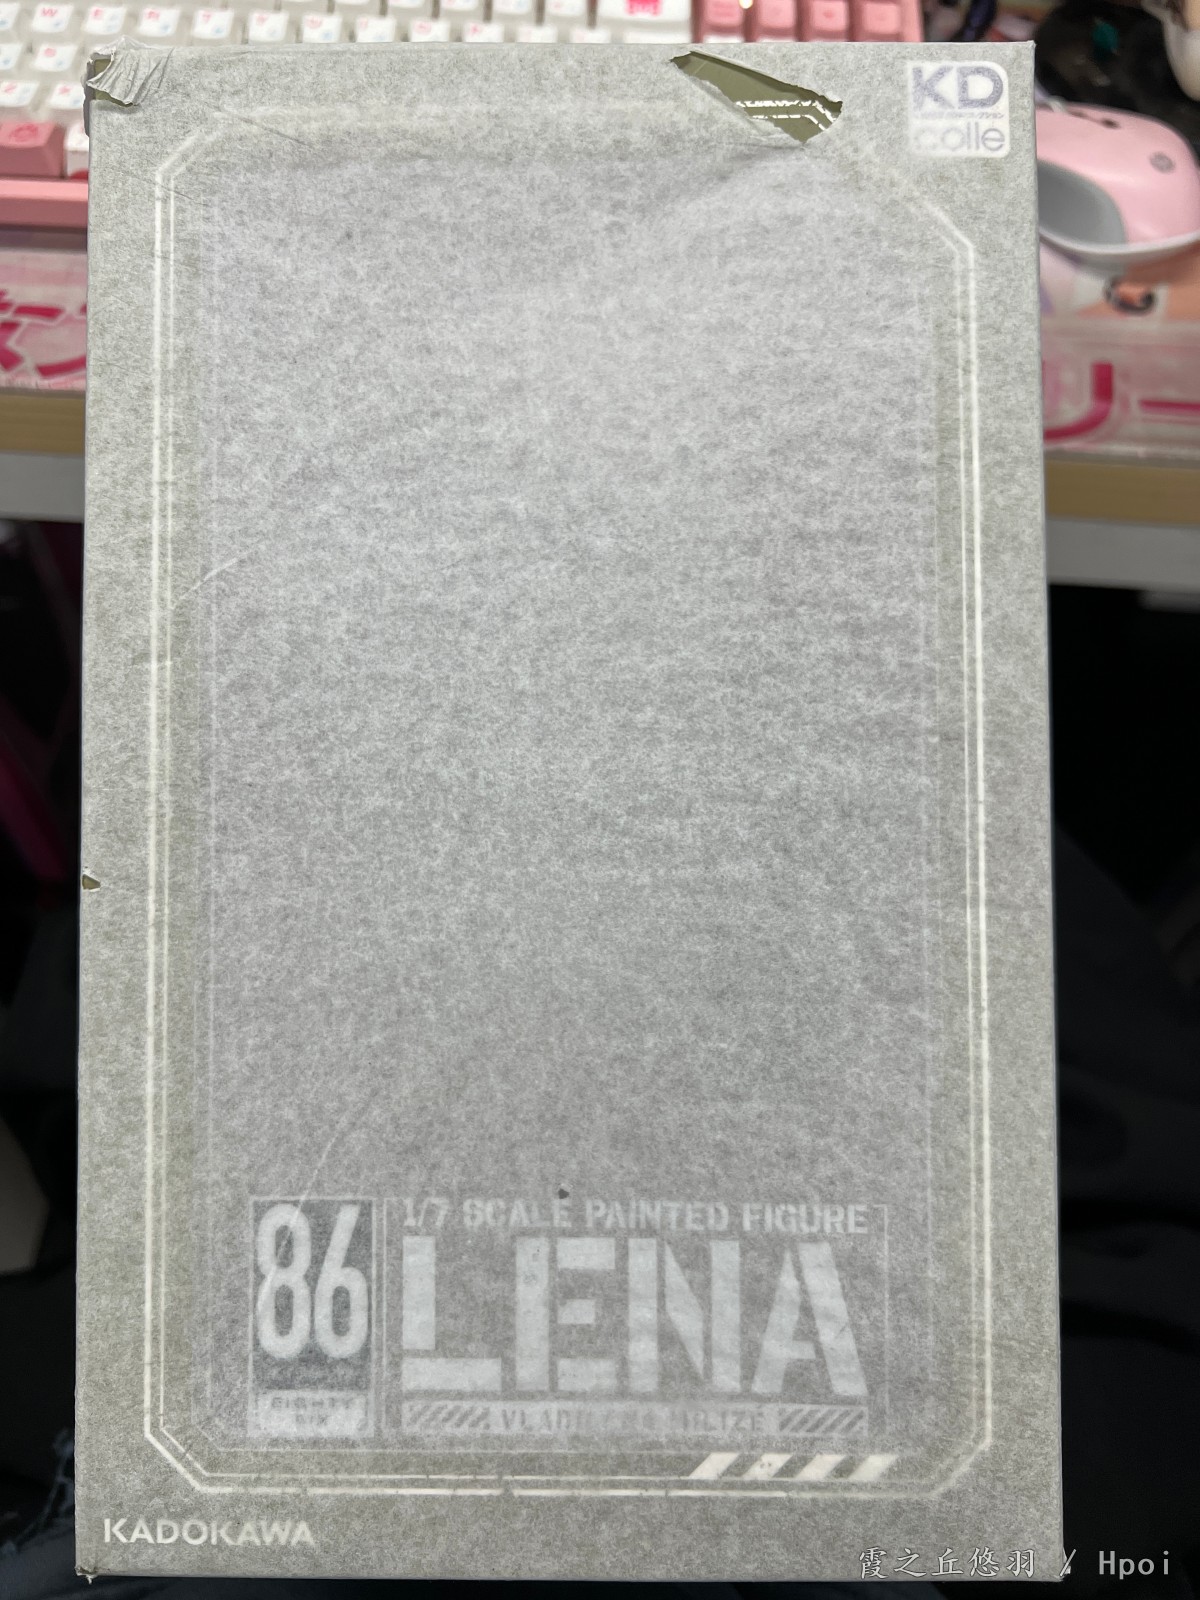 KD
colle
86
EIGHTY
SIX
1/7 SCALE PAINTED FIGURE
LENA
KADOKAWA
霞之丘悠羽 / Hpoi